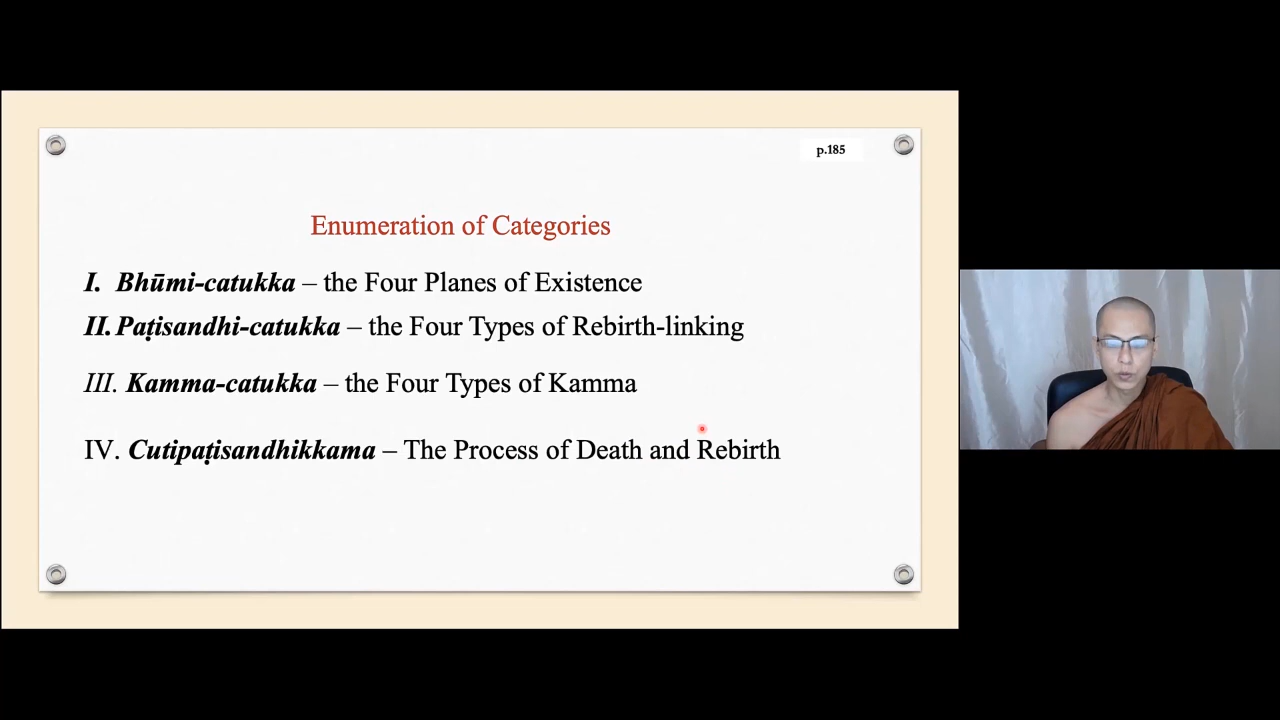 p.185
Enumeration of Categories
I. Bhūmi-catukka – the Four Planes of Existence
II. Paṭisandhi-catukka – the Four Types of Rebirth-linking
III. Kamma-catukka – the Four Types of Kamma
IV. Cutipaṭisandhikkama – The Process of Death and Rebirth